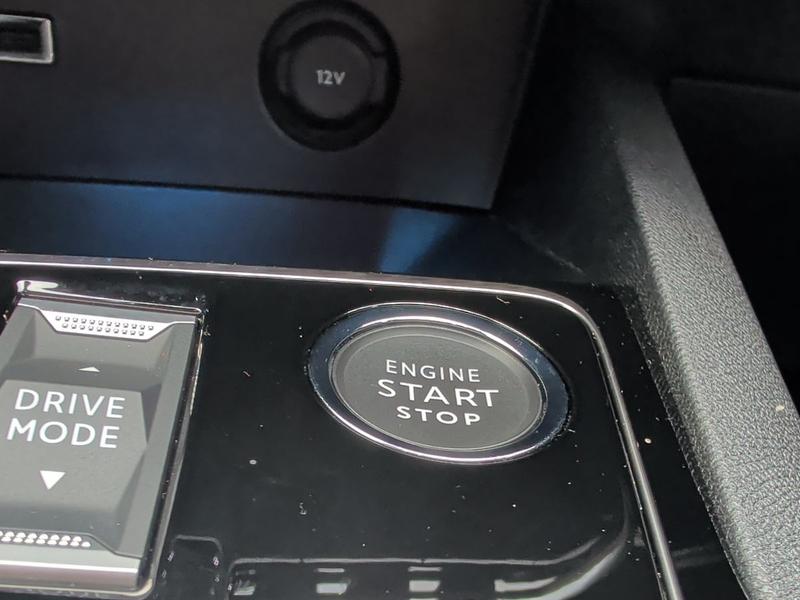 12V
DRIVE
MODE
ENGINE
START
STOP